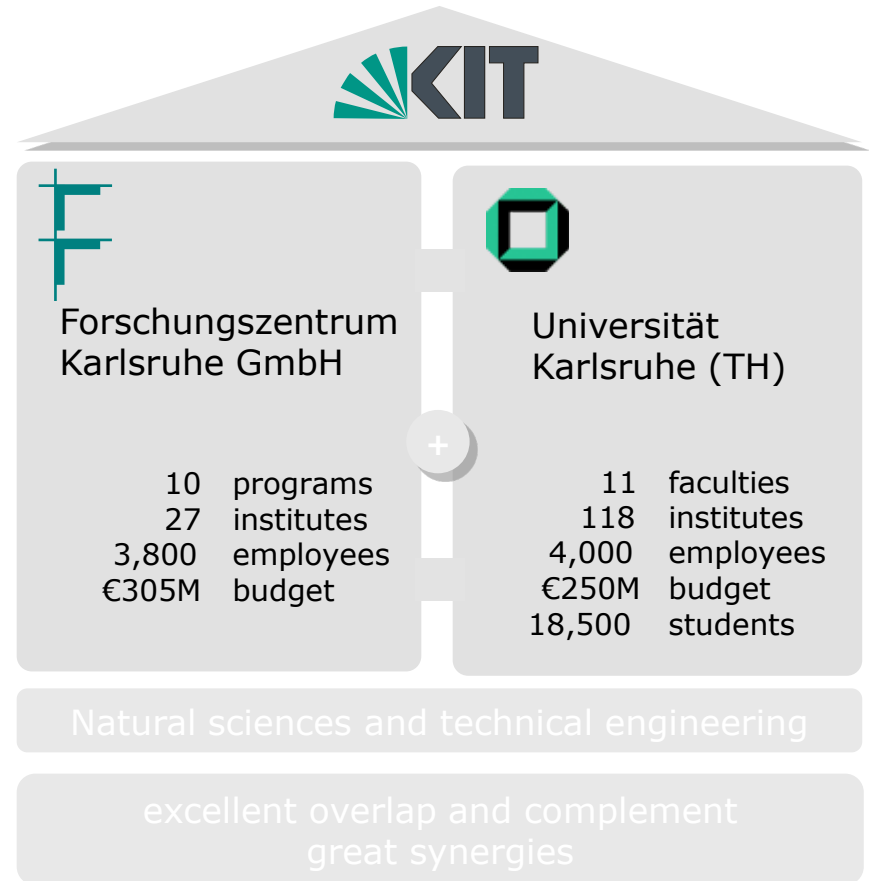 KIT
Forschungszentrum
Karlsruhe GmbH
10 programs
27 institutes
3,800 employees
€305M budget
+
Universität
Karlsruhe (TH)
11 faculties
118 institutes
4,000 employees
€250M budget
18,500 students
Natural sciences and technical engineering
excellent overlap and complement
great synergies